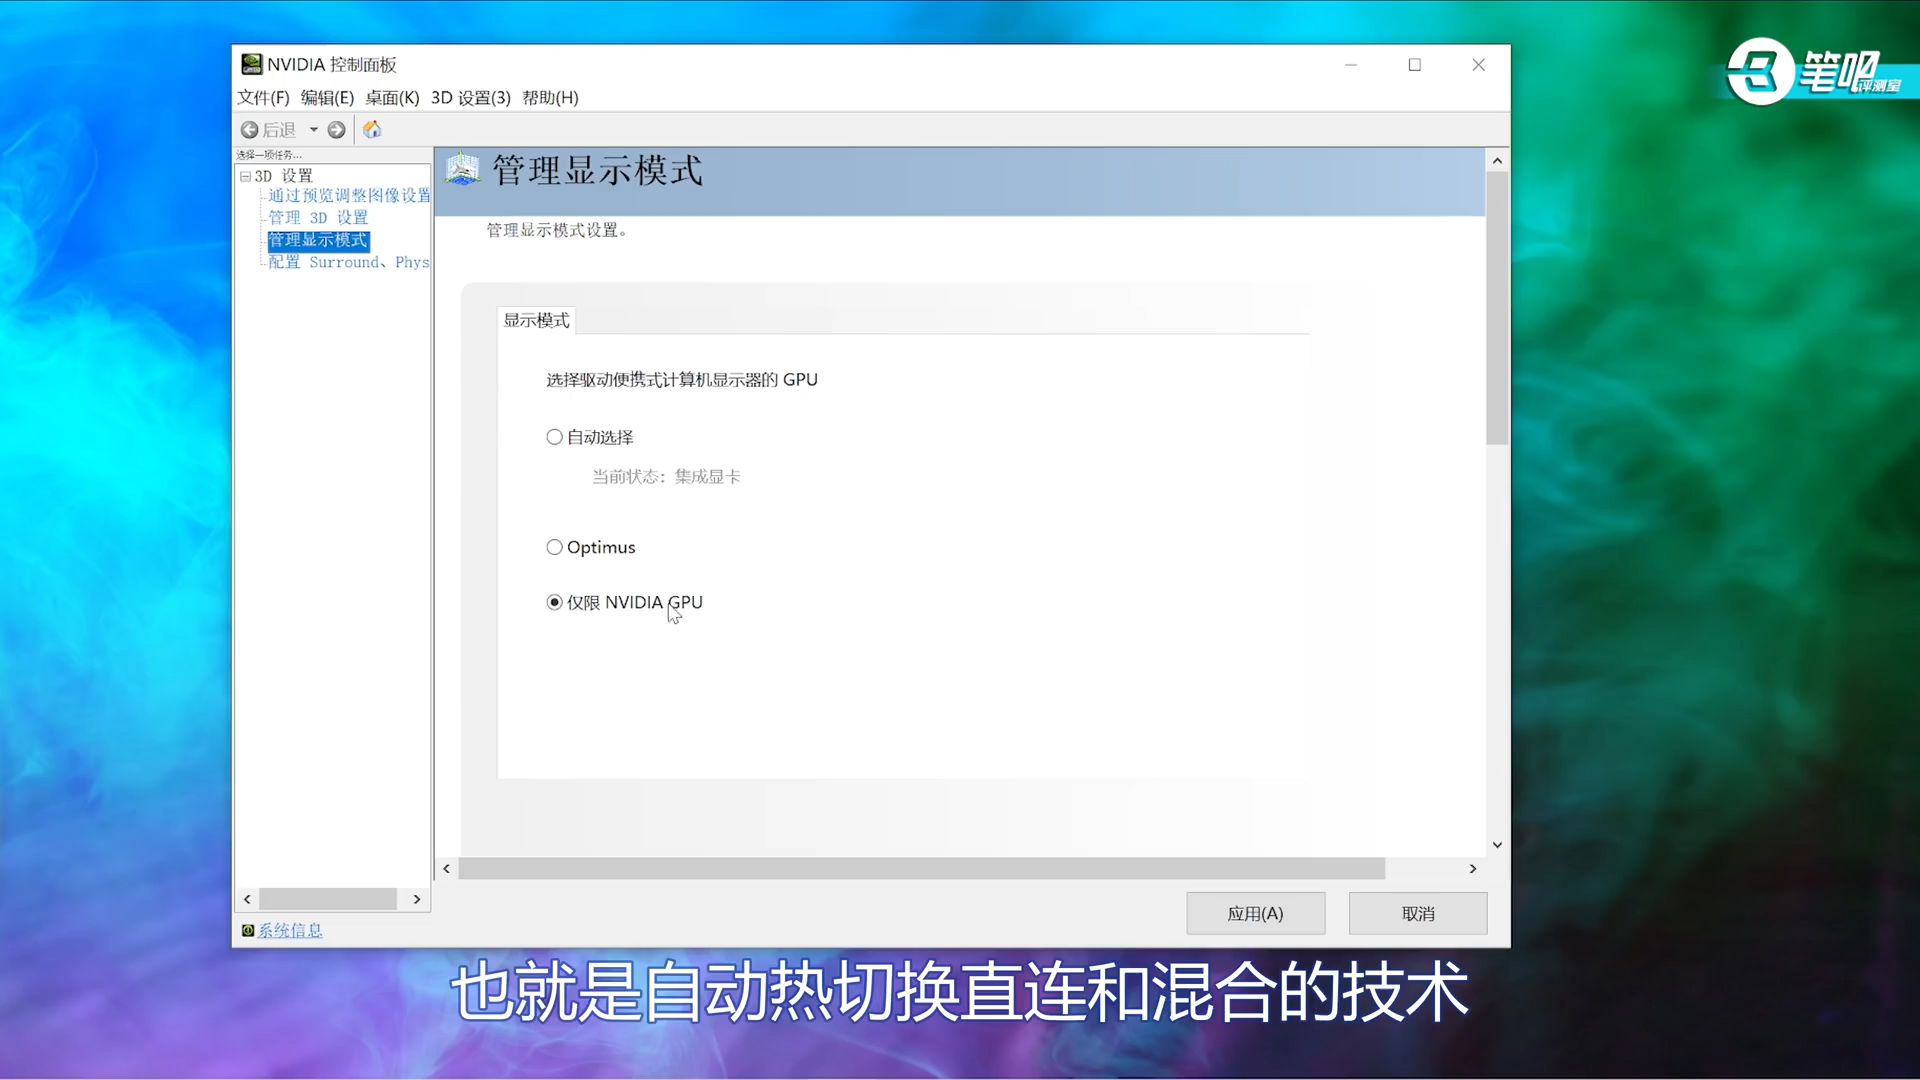 NVIDIA 控制面板
笔吧
评测室
文件(F) 编辑(E) 桌面(K) 3D 设置(3) 帮助(H)
后退
选择一项任务...
3D 设置
通过预览调整图像设置
管理 3D 设置
管理显示模式
配置 Surround、Phys
管理显示模式
管理显示模式设置。
显示模式
选择驱动便携式计算机显示器的 GPU
自动选择
当前状态：集成显卡
Optimus
仅限 NVIDIA GPU
应用(A)
取消
系统信息
也就是自动热切换直连和混合的技术